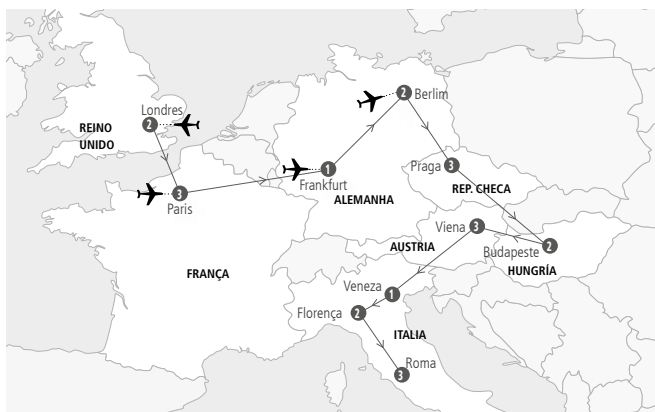 Londres
2
REINO
UNIDO
3
Paris
1
Frankfurt
ALEMANHA
2
Berlim
Praga
3
REP. CHECA
Viena
3
AUSTRIA
2
Budapeste
HUNGRÍA
FRANÇA
Veneza
1
Florença
2
ITALIA
Roma
3